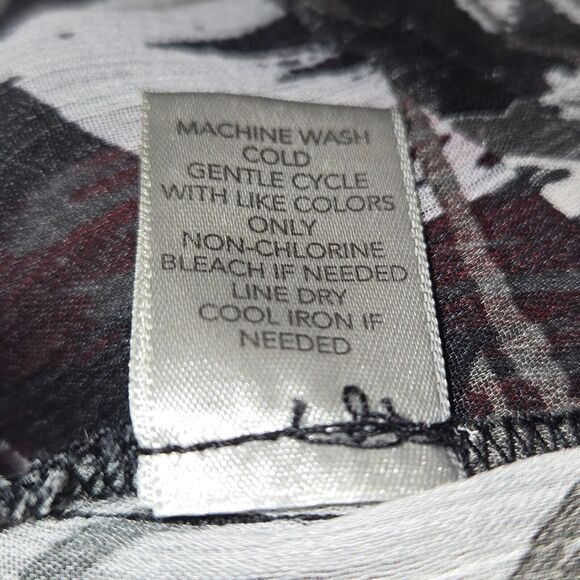 MACHINE WASH
COLD
GENTLE CYCLE
WITH LIKE COLORS
ONLY
NON-CHLORINE
BLEACH IF NEEDED
LINE DRY
COOL IRON IF
NEEDED